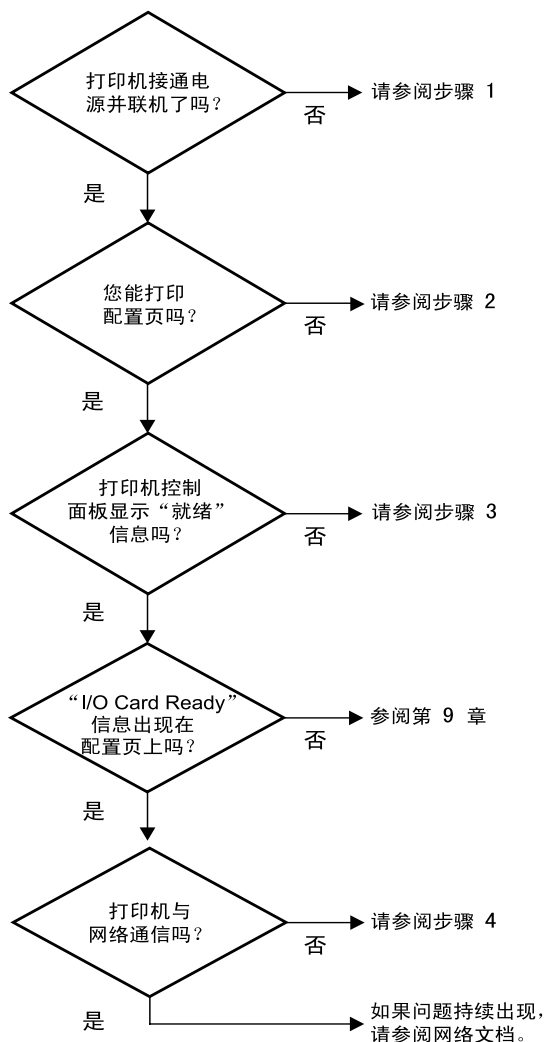 打印机接通电
源并联机了吗?
请参阅步骤 1
否
是
您能打印
配置页吗?
请参阅步骤 2
否
是
打印机控制
面板显示“就绪”
信息吗?
请参阅步骤 3
否
是
“I/O Card Ready”
信息出现在
配置页上吗?
参阅第 9 章
否
是
打印机与
网络通信吗?
请参阅步骤 4
否
是
如果问题持续出现,
请参阅网络文档。